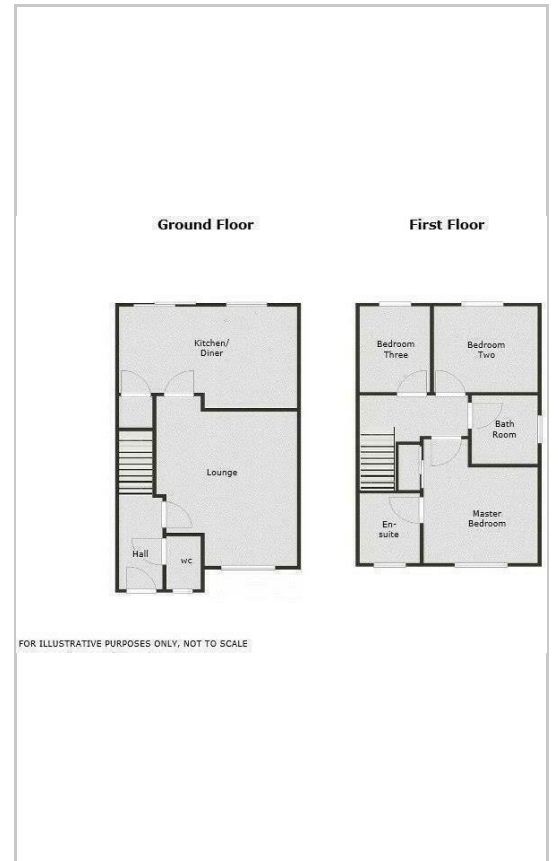 Ground Floor
First Floor
Kitchen/
Diner
Lounge
Hall
wc
Bedroom
Three
Bedroom
Two
Bath
Room
Master
Bedroom
En-
suite
FOR ILLUSTRATIVE PURPOSES ONLY, NOT TO SCALE